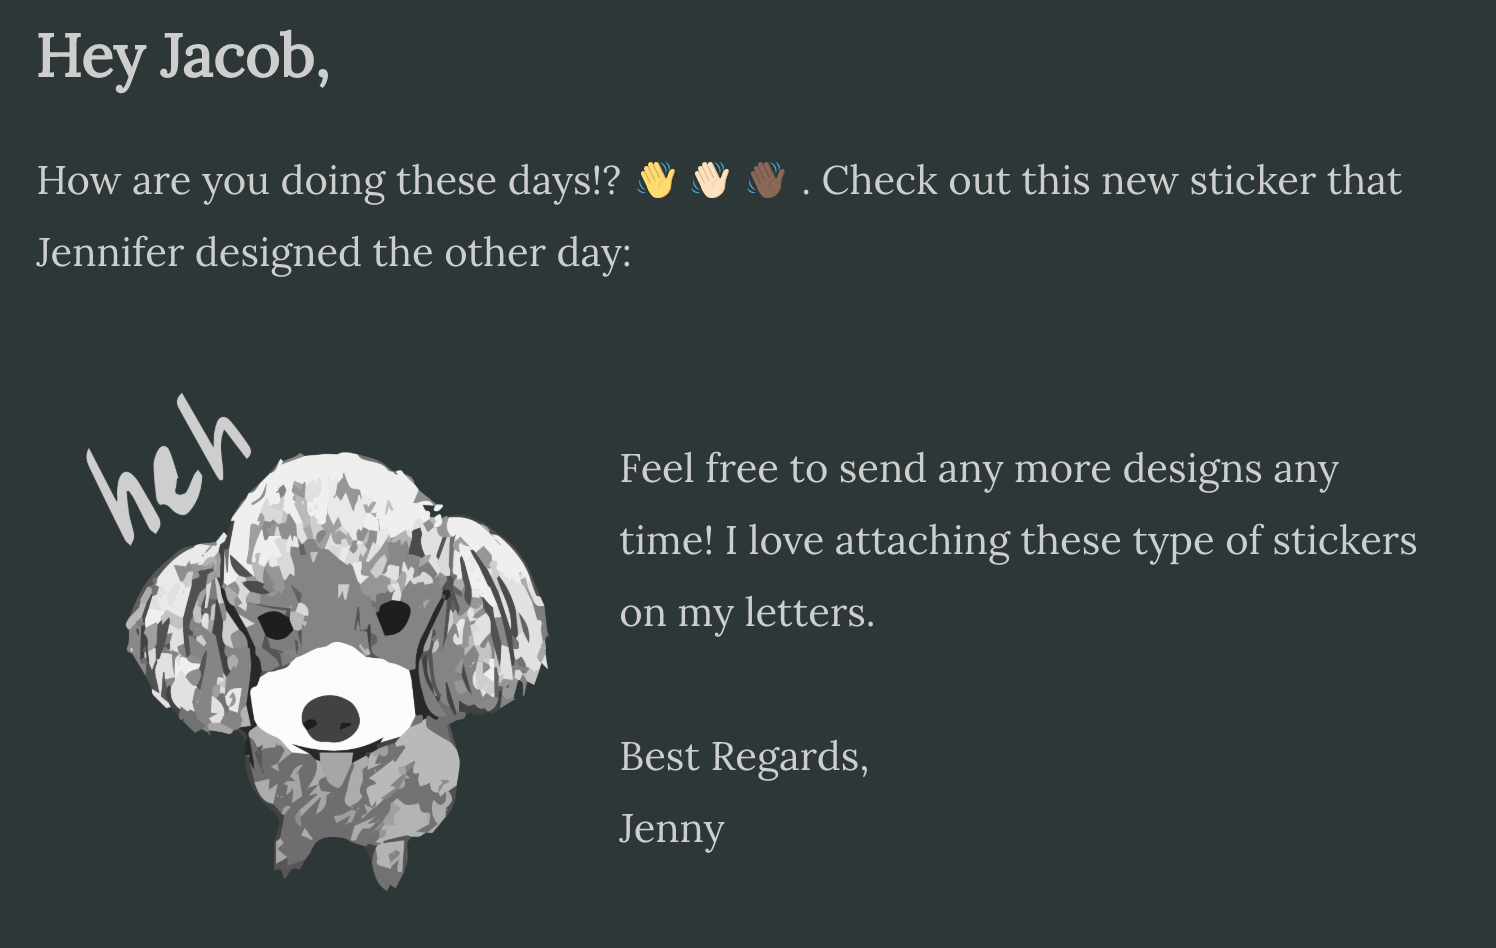 Hey Jacob,
How are you doing these days!? 👋 👋🏻 👋🏿 . Check out this new sticker that
Jennifer designed the other day:
heh
Feel free to send any more designs any
time! I love attaching these type of stickers
on my letters.
Best Regards,
Jenny